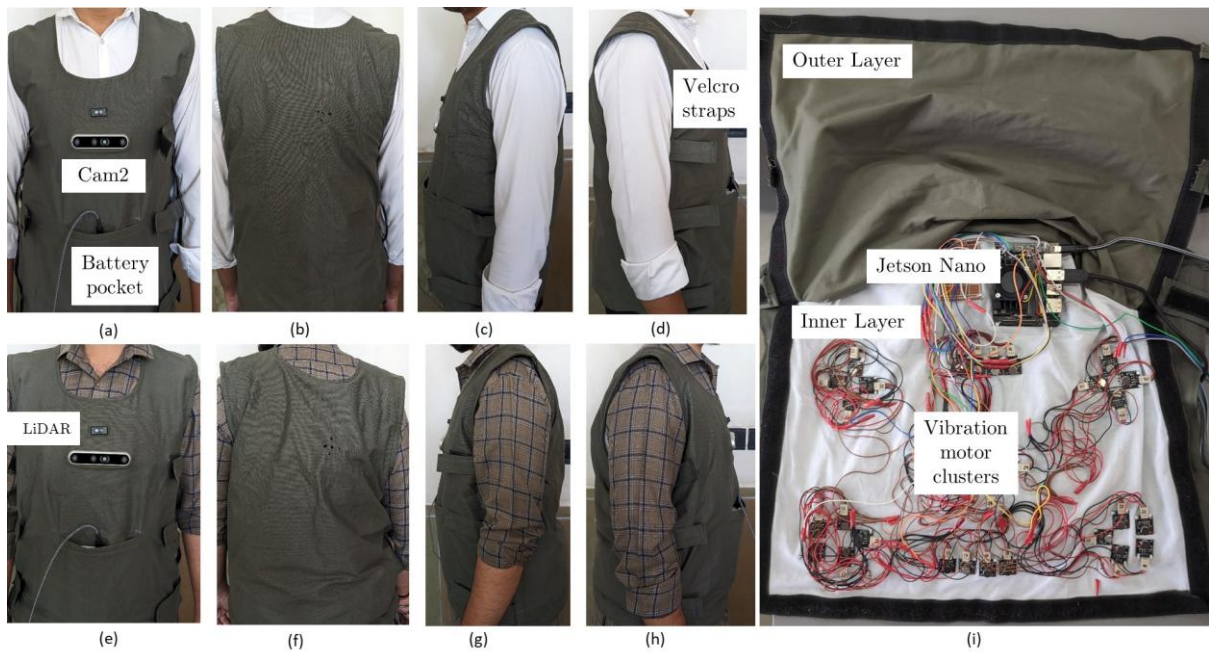 Cam2
Battery
pocket
Velcro
straps
Outer Layer
Jetson Nano
Inner Layer
Vibration
motor
clusters
(a)
(b)
(c)
(d)
LiDAR
(e)
(f)
(g)
(h)
(i)